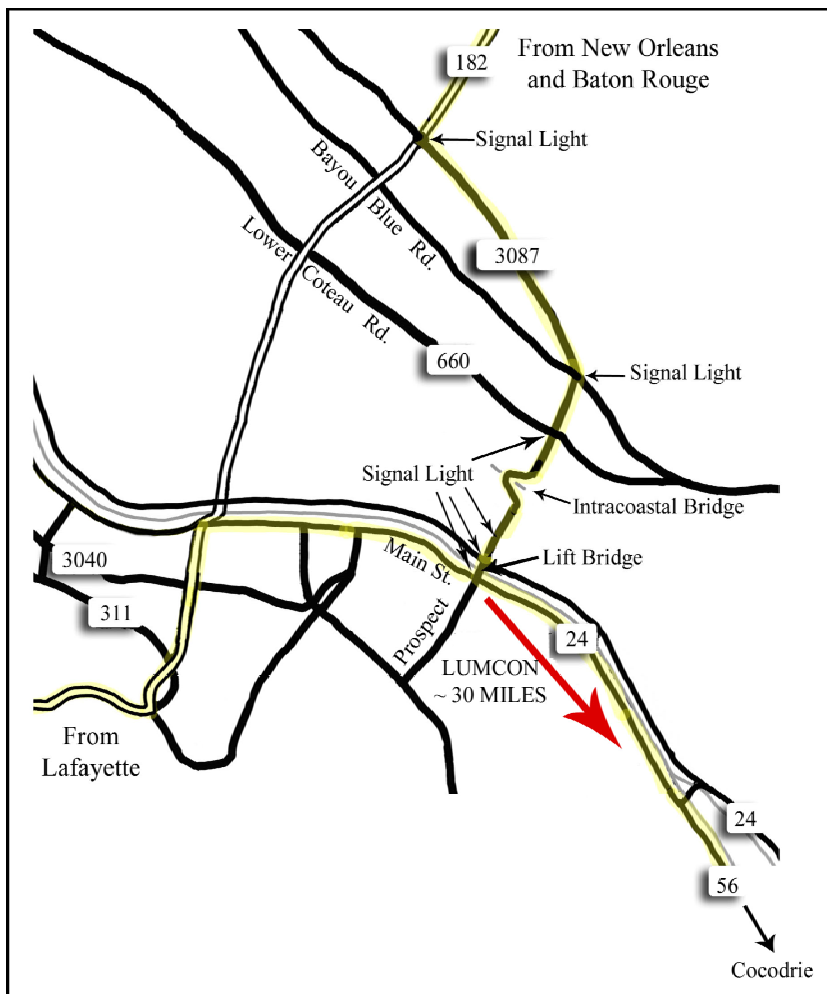 182
From New Orleans
and Baton Rouge
Signal Light
Bayou Blue Rd.
Lower Coteau Rd.
3087
660
Signal Light
Signal Light
Intracoastal Bridge
Main St.
Lift Bridge
3040
311
Prospect
24
LUMCON
~ 30 MILES
From
Lafayette
24
56
Cocodrie